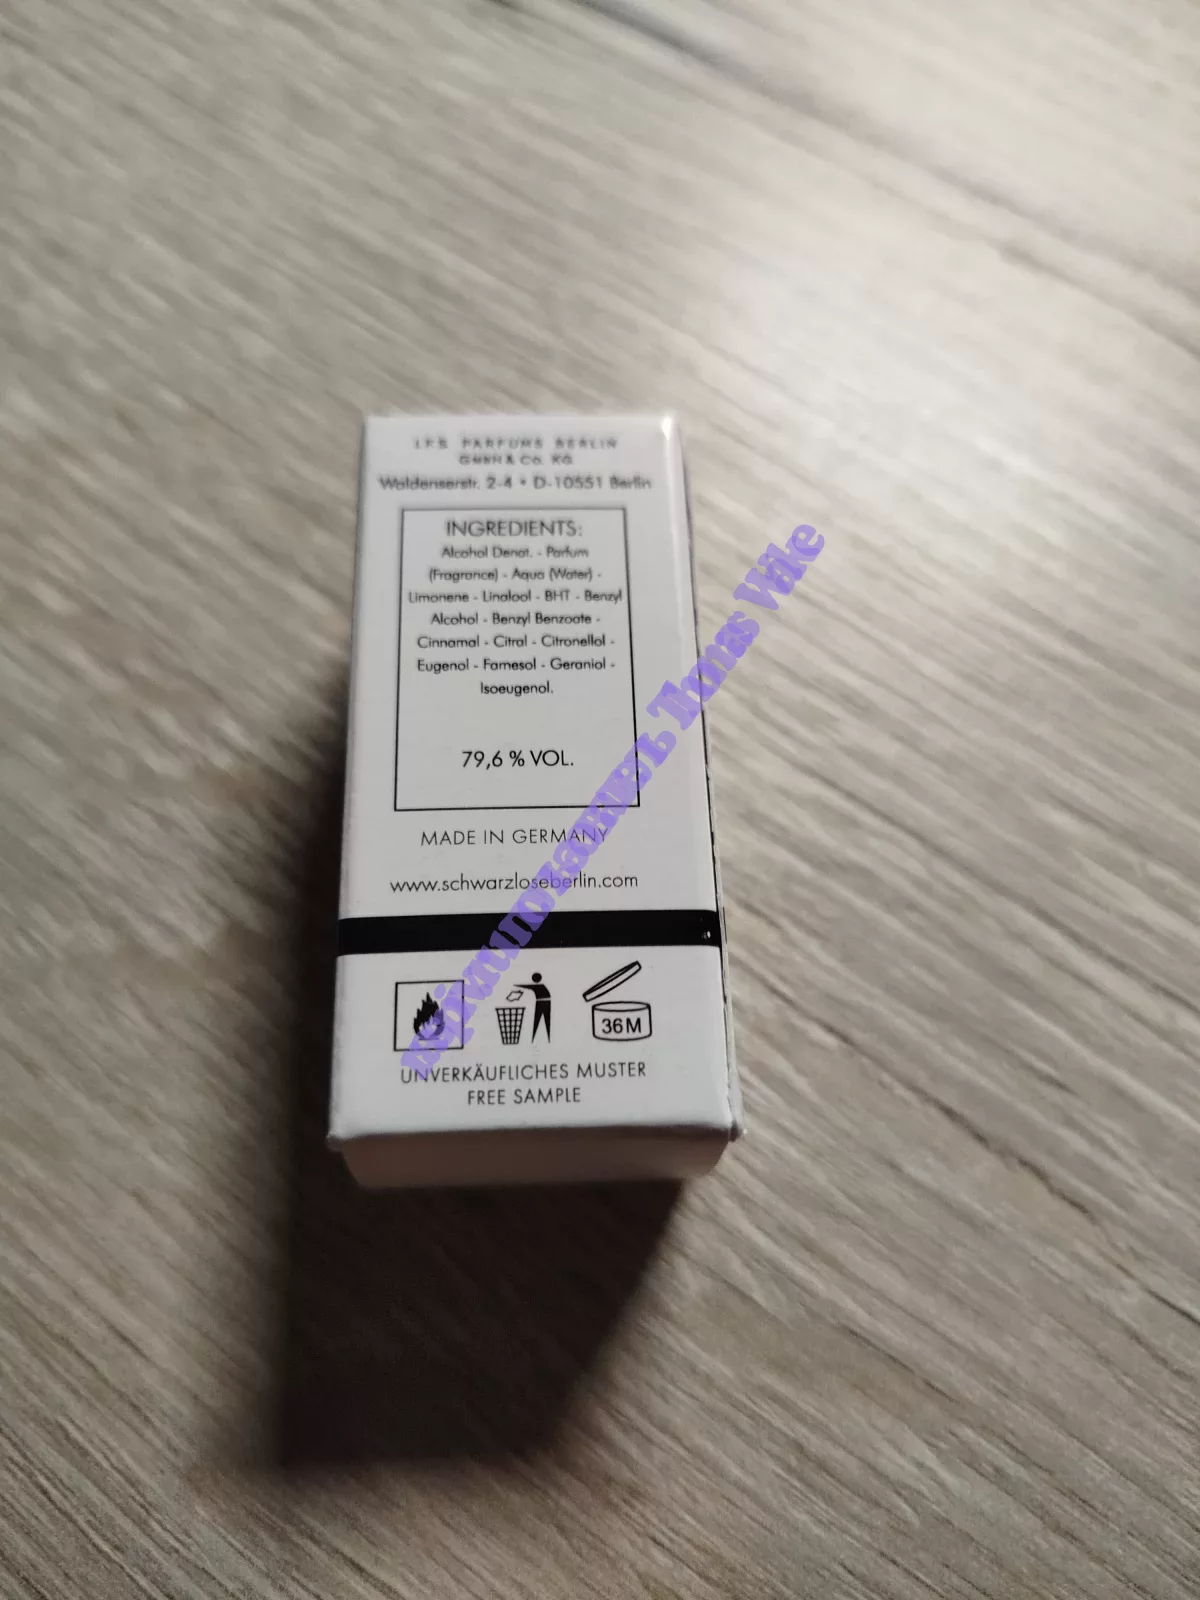 LES PARFUMS BERLIN
GMBH & CO. KG
Waldenserstr. 2-4 • D-10551 Berlin
INGREDIENTS:
Alcohol Denat. - Parfum
(Fragrance) - Aqua (Water) -
Limonene - Linalool - BHT - Benzyl
Alcohol - Benzyl Benzoate -
Cinnamal - Citral - Citronellol -
Eugenol - Farnesol - Geraniol -
Isoeugenol.
79,6 % VOL.
MADE IN GERMANY
www.schwarzloseberlin.com
36M
UNVERKÄUFLICHES MUSTER
FREE SAMPLE
Thomas Wake